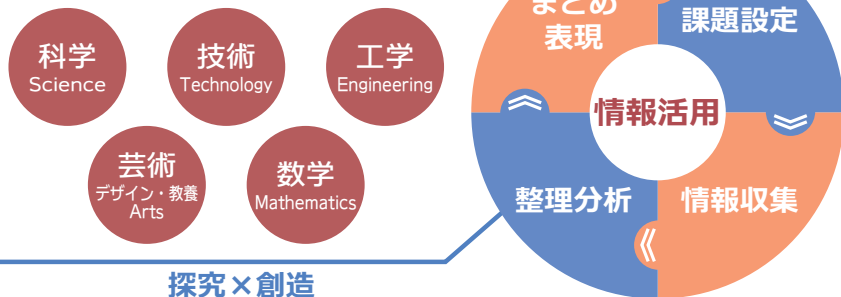 科学
Science
技術
Technology
工学
Engineering
芸術
デザイン・教養
Arts
数学
Mathematics
まとめ
表現
課題設定
情報活用
整理分析
情報収集
探究×創造